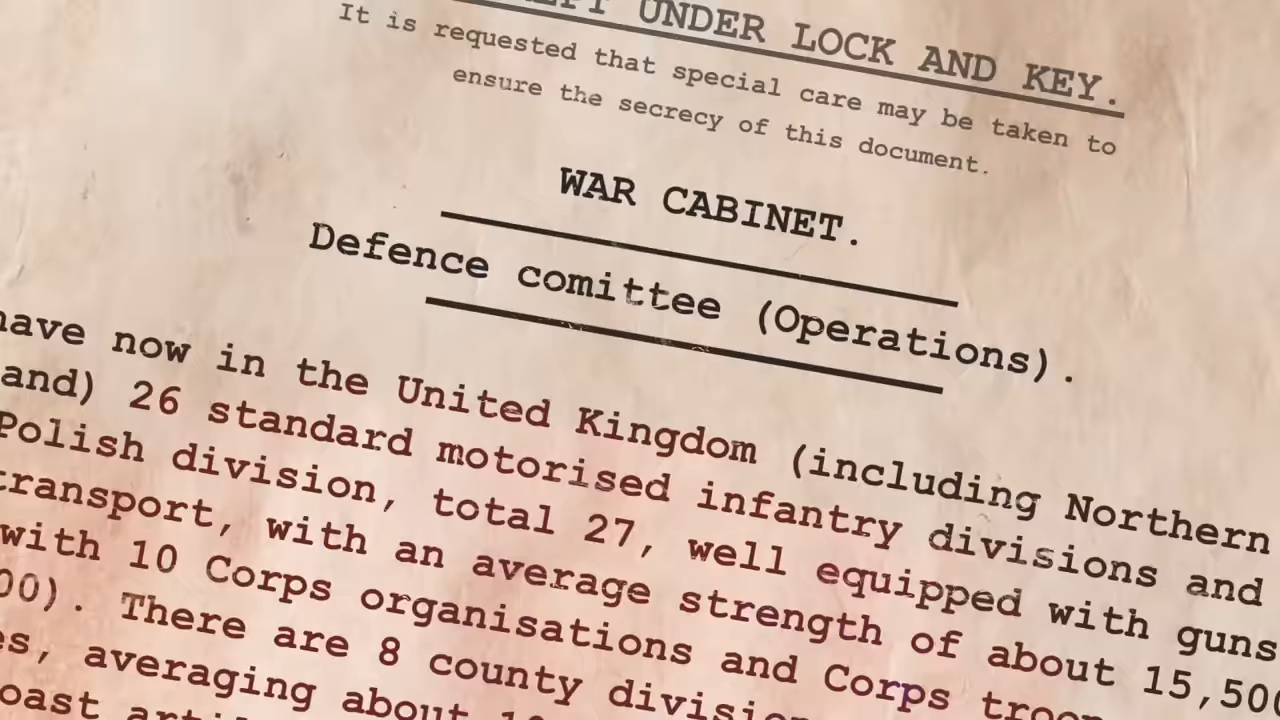 UNDER LOCK AND KEY.
It is requested that special care may be taken to
ensure the secrecy of this document.
WAR CABINET.
Defence comittee (Operations).
have now in the United Kingdom (including Northern
and) 26 standard motorised infantry divisions and
Polish division, total 27, well equipped with guns
transport, with an average strength of about 15,500
with 10 Corps organisations and Corps
00). There are 8 county
es, averaging about
oast